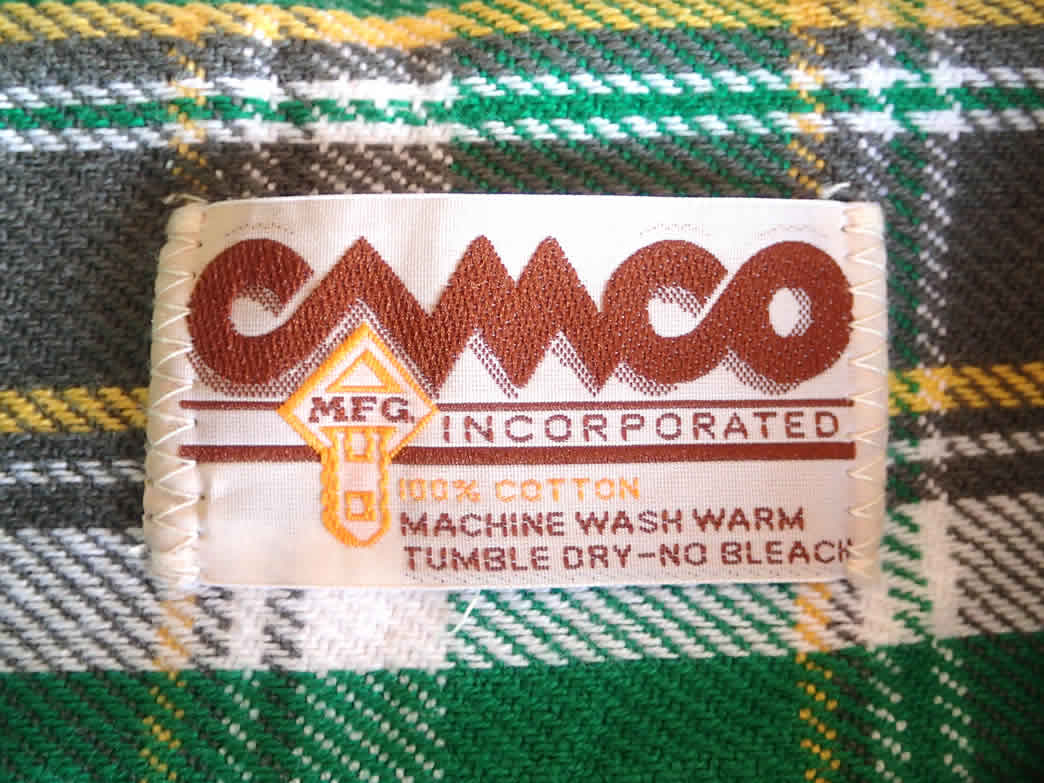 CAMCO
MFG.
INCORPORATED
100% COTTON
MACHINE WASH WARM
TUMBLE DRY-NO BLEACH